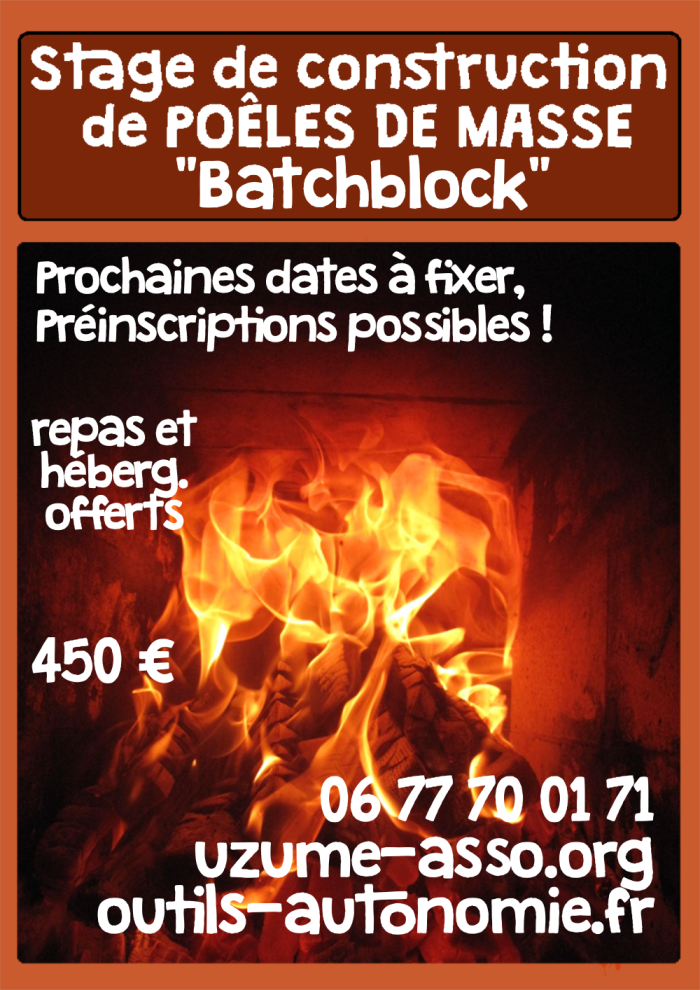 Stage de construction
de POÊLES DE MASSE
"Batchblock"
Prochaines dates à fixer,
Préinscriptions possibles !
repas et
héberg.
offerts
450 €
06 77 70 01 71
uzume-asso.org
outils-autonomie.fr